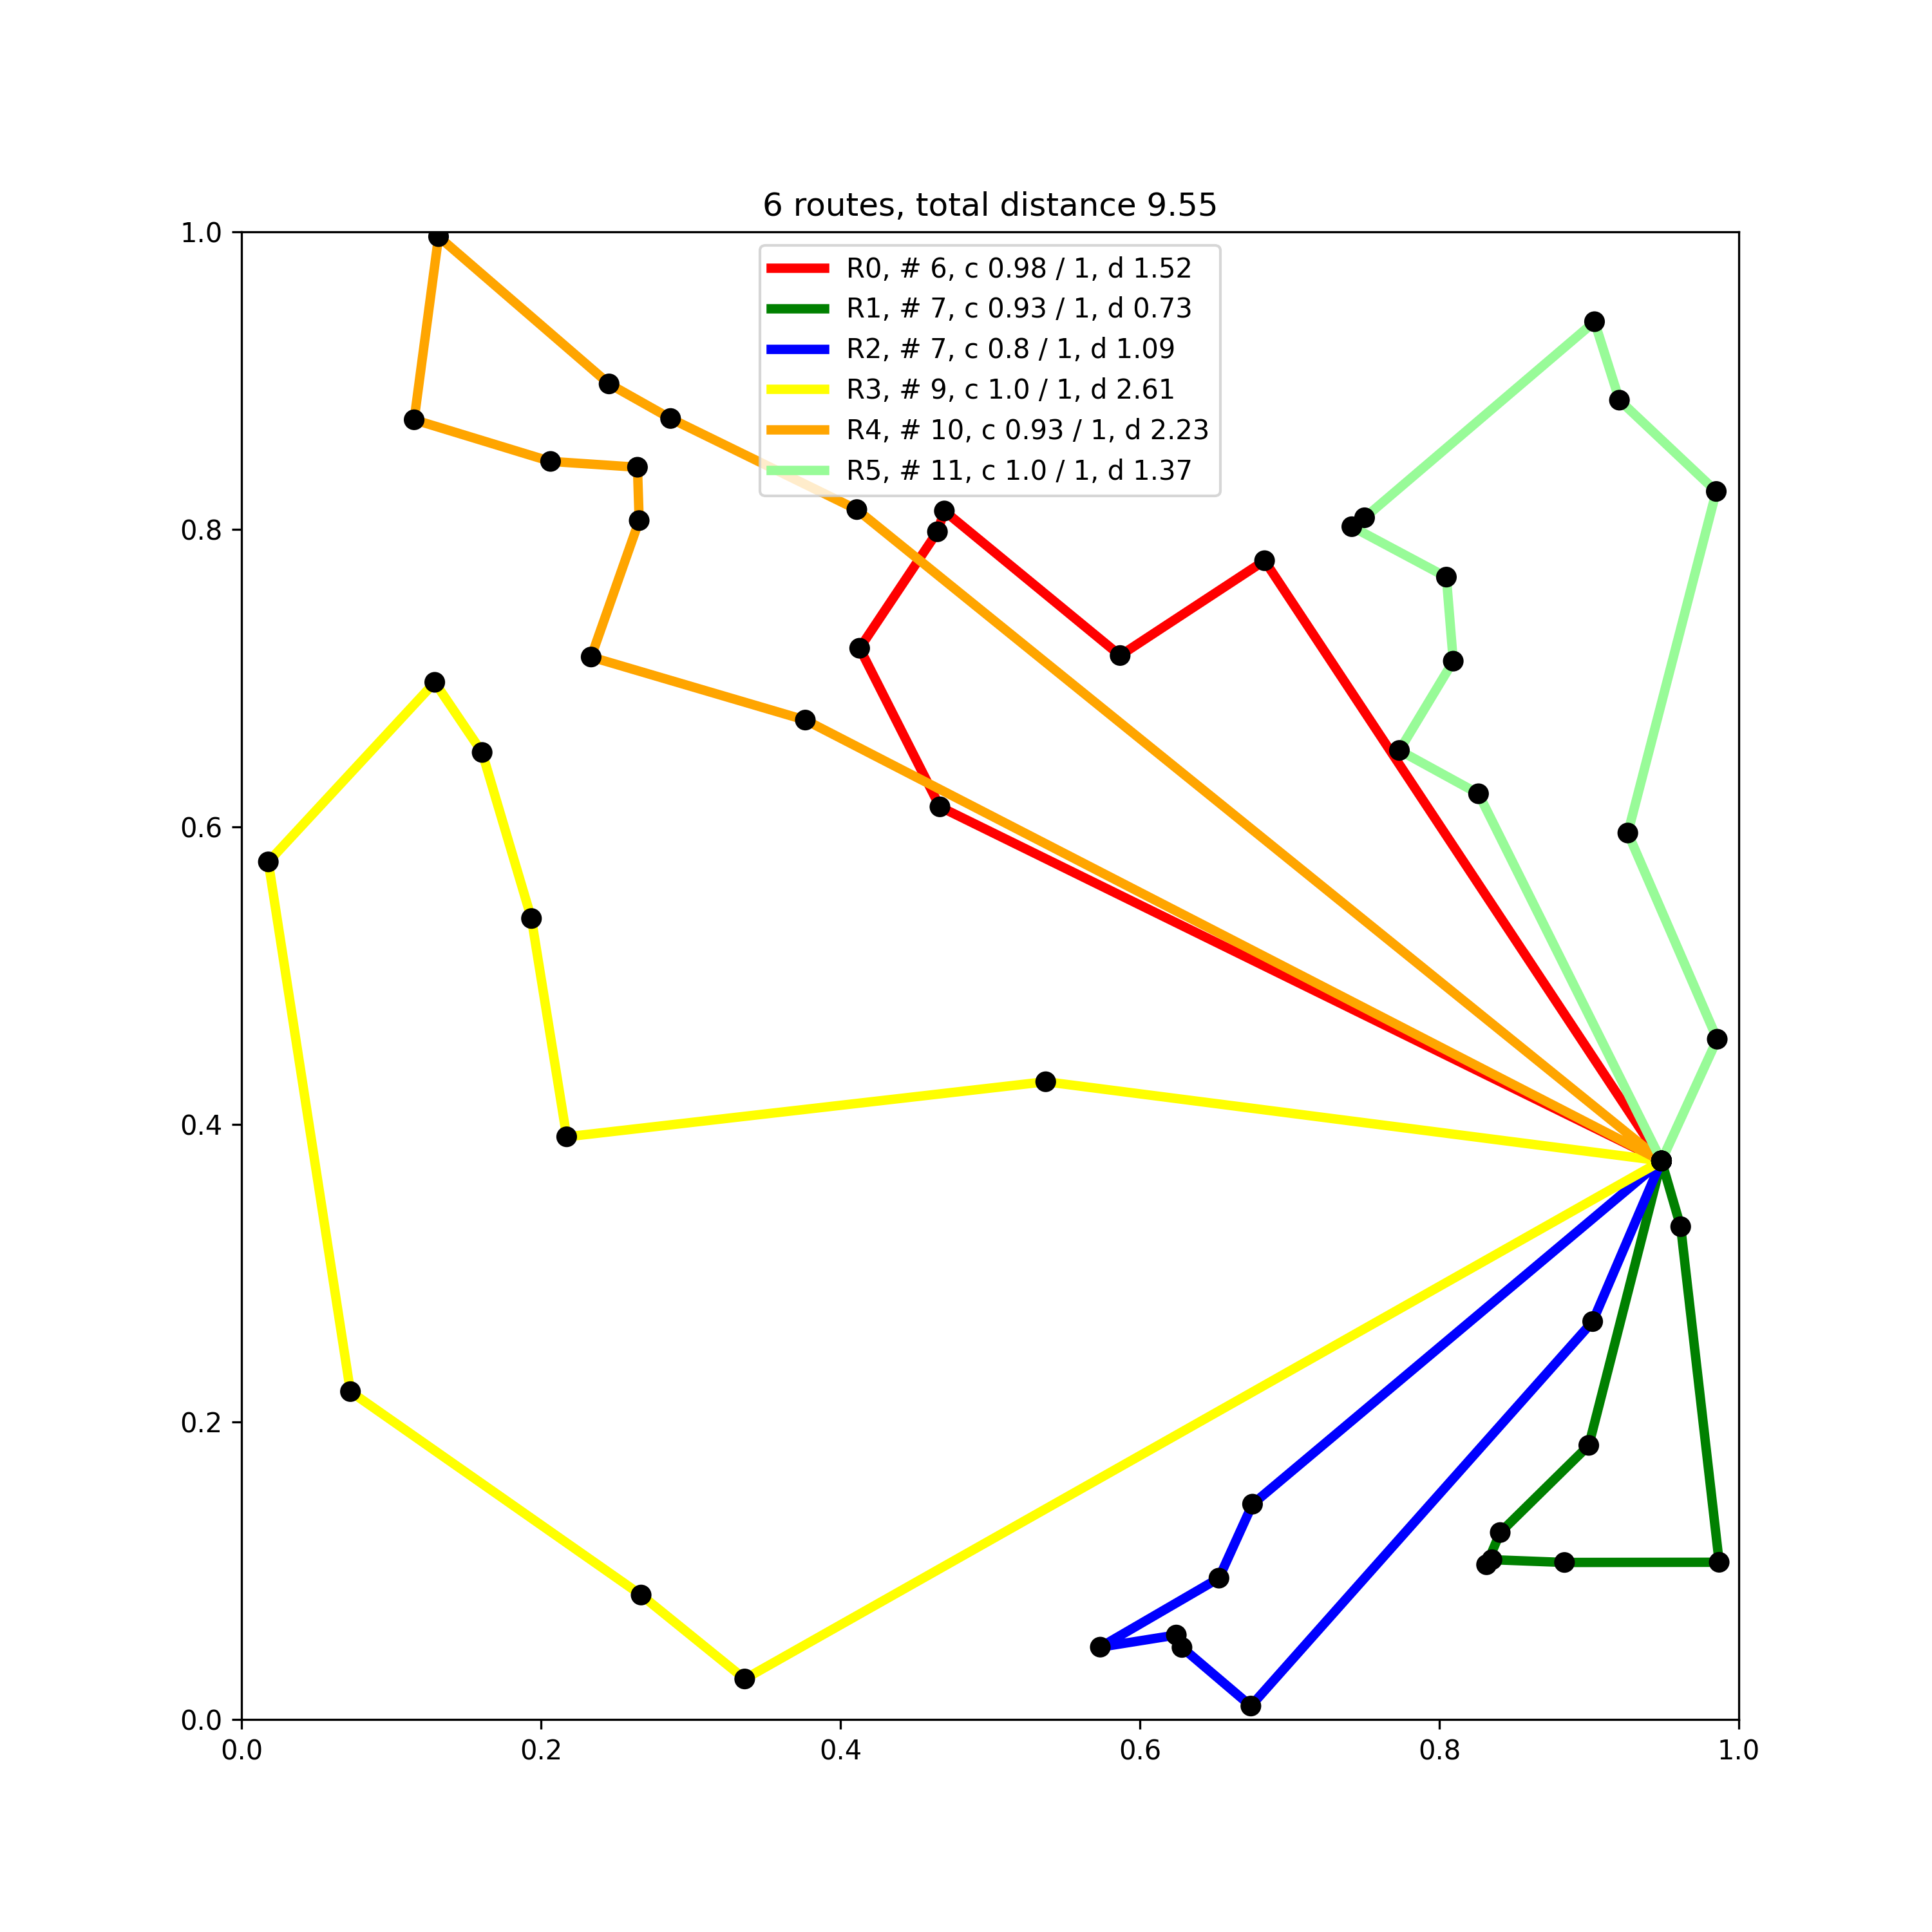 6 routes, total distance 9.55
1.0
R0, # 6, c 0.98 / 1, d 1.52
R1, # 7, c 0.93 / 1, d 0.73
R2, # 7, c 0.8 / 1, d 1.09
R3, # 9, c 1.0 / 1, d 2.61
R4, # 10, c 0.93 / 1, d 2.23
R5, # 11, c 1.0 / 1, d 1.37
0.8
0.6
0.4
0.2
0.0
0.0 0.2 0.4 0.6 0.8 1.0